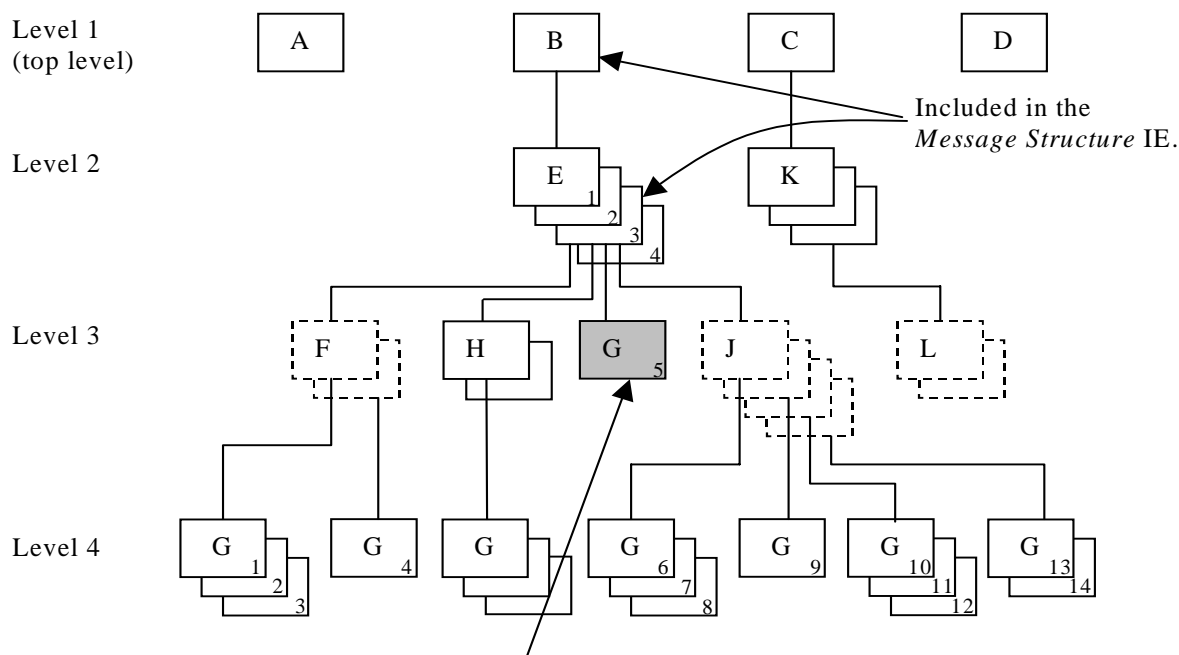 Level 1
(top level)
A
B
C
D
Included in the
Message Structure IE.
Level 2
E
1
2
3
4
K
Level 3
F
H
G
5
J
L
Level 4
G
1
2
3
G
4
G
G
6
7
8
G
9
G
10
11
12
G
13
14